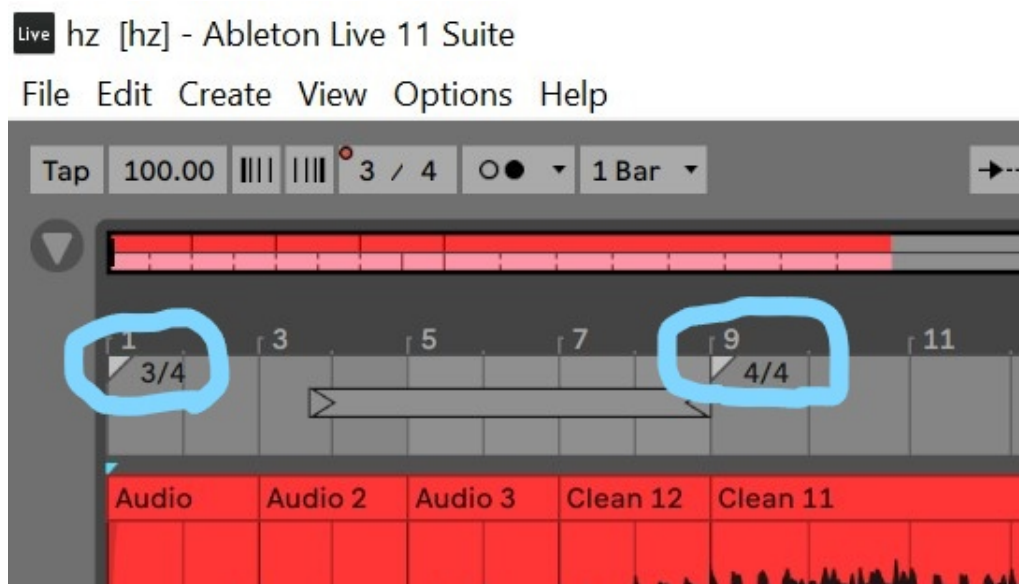 Live hz [hz] - Ableton Live 11 Suite
File Edit Create View Options Help
Tap 100.00 3 / 4 1 Bar
1 3 5 7 9 11
3/4 4/4
Audio Audio 2 Audio 3 Clean 12 Clean 11